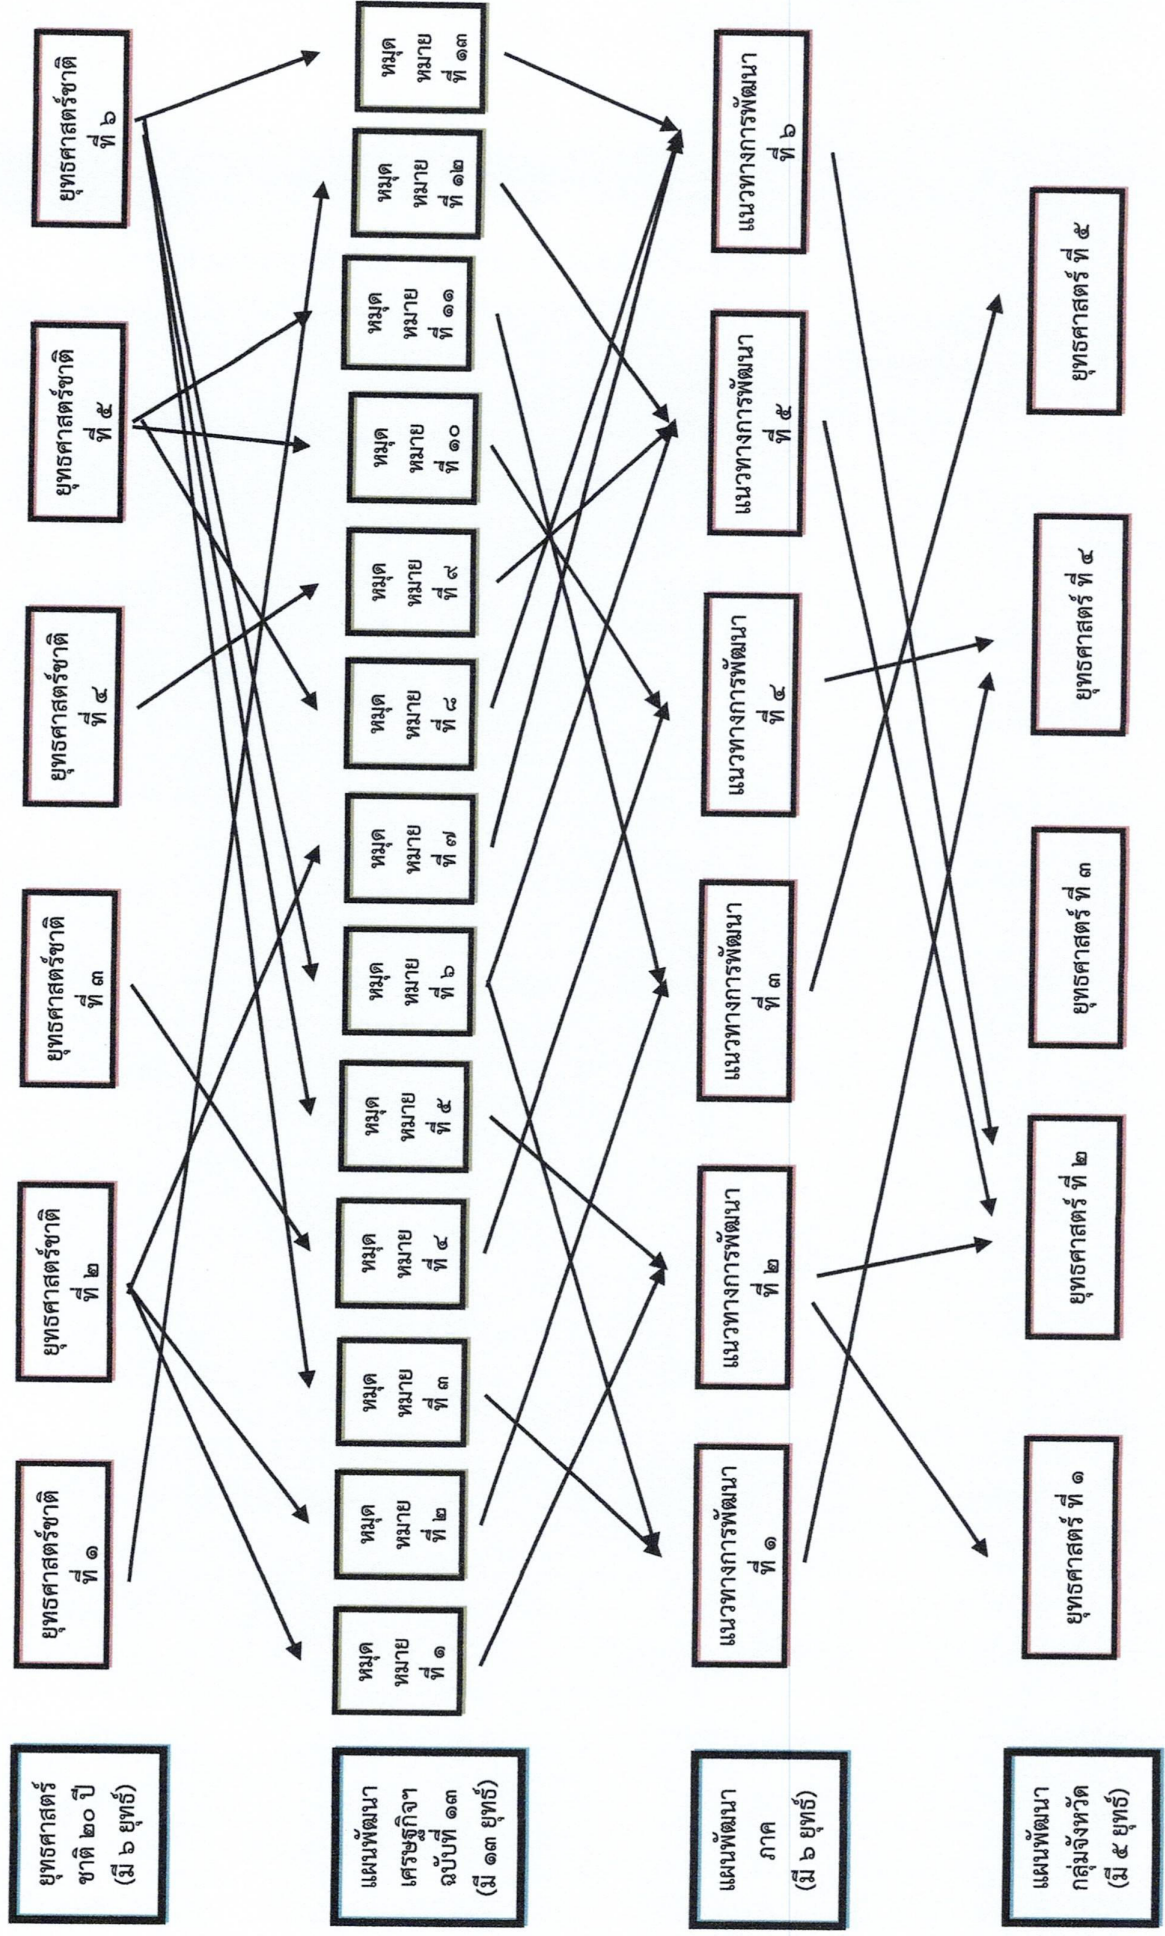 ยุทธศาสตร์
ชาติ ๒๐ ปี
(มี ๖ ยุทธ์)
ยุทธศาสตร์ชาติ
ที่ ๑
ยุทธศาสตร์ชาติ
ที่ ๒
ยุทธศาสตร์ชาติ
ที่ ๓
ยุทธศาสตร์ชาติ
ที่ ๔
ยุทธศาสตร์ชาติ
ที่ ๕
ยุทธศาสตร์ชาติ
ที่ ๖
แผนพัฒนา
เศรษฐกิจฯ
ฉบับที่ ๑๓
(มี ๑๓ ยุทธ์)
หมุด
หมาย
ที่ ๑
หมุด
หมาย
ที่ ๒
หมุด
หมาย
ที่ ๓
หมุด
หมาย
ที่ ๔
หมุด
หมาย
ที่ ๕
หมุด
หมาย
ที่ ๖
หมุด
หมาย
ที่ ๗
หมุด
หมาย
ที่ ๘
หมุด
หมาย
ที่ ๙
หมุด
หมาย
ที่ ๑๐
หมุด
หมาย
ที่ ๑๑
หมุด
หมาย
ที่ ๑๒
หมุด
หมาย
ที่ ๑๓
แผนพัฒนา
ภาค
(มี ๖ ยุทธ์)
แนวทางการพัฒนา
ที่ ๑
แนวทางการพัฒนา
ที่ ๒
แนวทางการพัฒนา
ที่ ๓
แนวทางการพัฒนา
ที่ ๔
แนวทางการพัฒนา
ที่ ๕
แนวทางการพัฒนา
ที่ ๖
แผนพัฒนา
กลุ่มจังหวัด
(มี ๕ ยุทธ์)
ยุทธศาสตร์ ที่ ๑
ยุทธศาสตร์ ที่ ๒
ยุทธศาสตร์ ที่ ๓
ยุทธศาสตร์ ที่ ๔
ยุทธศาสตร์ ที่ ๕